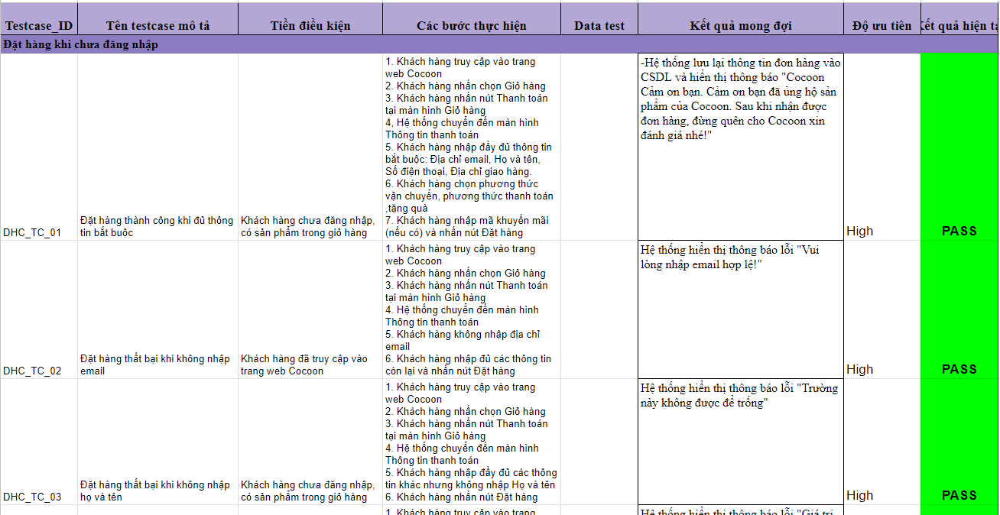 Testcase_ID Tên testcase mô tả Tiền điều kiện Các bước thực hiện Data test Kết quả mong đợi Độ ưu tiên Kết quả hiện tạ
Đặt hàng khi chưa đăng nhập
DHC_TC_01
Đặt hàng thành công khi đủ thông
tin bắt buộc
Khách hàng chưa đăng nhập,
có sản phẩm trong giỏ hàng
1. Khách hàng truy cập vào trang
web Cocoon
2. Khách hàng nhấn chọn Giỏ hàng
3. Khách hàng nhấn nút Thanh toán
tại màn hình Giỏ hàng
4, Hệ thống chuyển đến màn hình
Thông tin thanh toán
5. Khách hàng nhập đầy đủ thông tin
bắt buộc: Địa chỉ email, Họ và tên,
Số điện thoại, Địa chỉ giao hàng.
6. Khách hàng chọn phương thức
vận chuyển, phương thức thanh toán
,tặng quà
7. Khách hàng nhập mã khuyến mãi
(nếu có) và nhấn nút Đặt hàng
-Hệ thống lưu lại thông tin đơn hàng vào
CSDL và hiển thị thông báo "Cocoon
Cảm ơn bạn. Cảm ơn bạn đã ủng hộ sản
phẩm của Cocoon. Sau khi nhận được
đơn hàng, đừng quên cho Cocoon xin
đánh giá nhé!"
High
PASS
DHC_TC_02
Đặt hàng thất bại khi không nhập
email
Khách hàng đã truy cập vào
trang web Cocoon
1. Khách hàng truy cập vào trang
web Cocoon
2. Khách hàng nhấn chọn Giỏ hàng
3. Khách hàng nhấn nút Thanh toán
tại màn hình Giỏ hàng
4. Hệ thống chuyển đến màn hình
Thông tin thanh toán
5. Khách hàng không nhập địa chỉ
email
6. Khách hàng nhập đủ các thông tin
còn lại và nhấn nút Đặt hàng
Hệ thống hiển thị thông báo lỗi "Vui
lòng nhập email hợp lệ!"
High
PASS
DHC_TC_03
Đặt hàng thất bại khi không nhập
họ và tên
Khách hàng chưa đăng nhập,
có sản phẩm trong giỏ hàng
1. Khách hàng truy cập vào trang
web Cocoon
2. Khách hàng nhấn chọn Giỏ hàng
3. Khách hàng nhấn nút Thanh toán
tại màn hình Giỏ hàng
4. Hệ thống chuyển đến màn hình
Thông tin thanh toán
5. Khách hàng nhập đầy đủ các thông
tin khác nhưng không nhập Họ và tên
6. Khách hàng nhấn nút Đặt hàng
Hệ thống hiển thị thông báo lỗi "Trường
này không được để trống"
High
PASS
1. Khách hàng truy cập vào trang
Hệ thống hiển thị thông báo lỗi "Giá trị